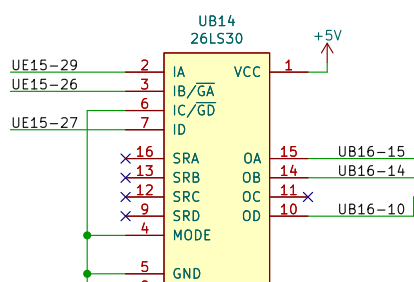 UB14
26LS30
+5V
UE15-29 2 IA VCC 1
UE15-26 3 IB/GA
6 IC/GD
UE15-27 7 ID
16 SRA OA 15 UB16-15
13 SRB OB 14 UB16-14
12 SRC OC 11
9 SRD OD 10 UB16-10
4 MODE
5 GND